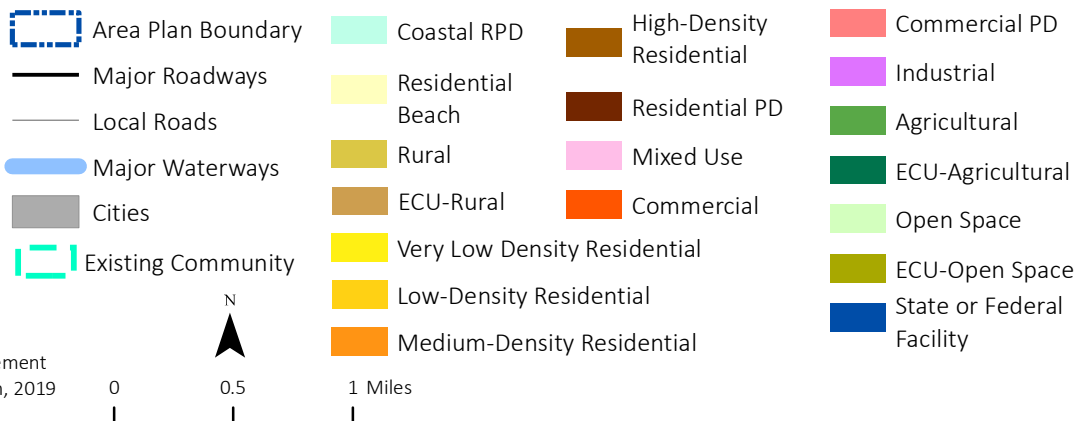 Area Plan Boundary
Major Roadways
Local Roads
Major Waterways
Cities
Existing Community
Coastal RPD
Residential
Beach
Rural
ECU-Rural
Very Low Density Residential
Low-Density Residential
Medium-Density Residential
High-Density
Residential
Residential PD
Mixed Use
Commercial
Commercial PD
Industrial
Agricultural
ECU-Agricultural
Open Space
ECU-Open Space
State or Federal
Facility
N
, 2019
0 0.5 1 Miles